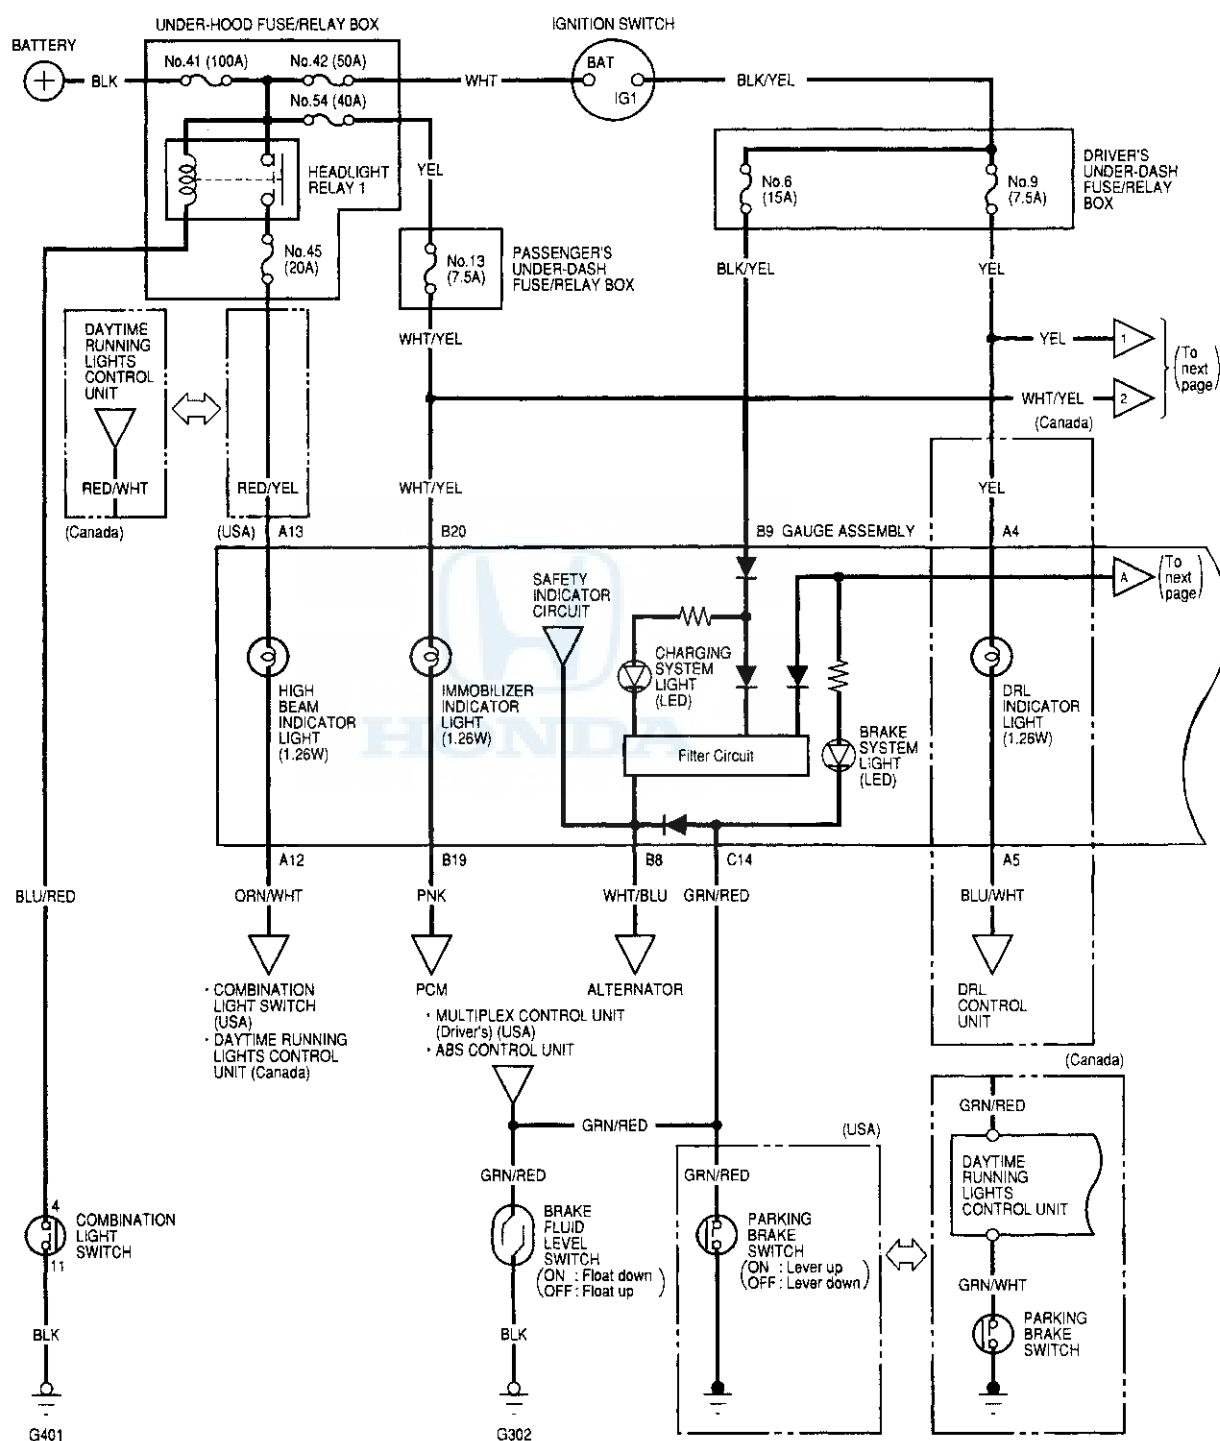 UNDER-HOOD FUSE/RELAY BOX
IGNITION SWITCH
BATTERY
+
BLK
No.41 (100A)
No.42 (50A)
WHT
BAT
IG1
BLK/YEL
No.54 (40A)
HEADLIGHT
RELAY 1
YEL
No.6
(15A)
No.9
(7.5A)
DRIVER'S
UNDER-DASH
FUSE/RELAY
BOX
No.45
(20A)
No.13
(7.5A)
PASSENGER'S
UNDER-DASH
FUSE/RELAY BOX
BLK/YEL
YEL
DAYTIME
RUNNING
LIGHTS
CONTROL
UNIT
WHT/YEL
YEL
1
(To
next
page)
WHT/YEL
2
(Canada)
RED/WHT
RED/YEL
WHT/YEL
YEL
(Canada)
(USA)
A13
B20
B9 GAUGE ASSEMBLY
A4
SAFETY
INDICATOR
CIRCUIT
A
(To
next
page)
CHARGING
SYSTEM
LIGHT
(LED)
HIGH
BEAM
INDICATOR
LIGHT
(1.26W)
IMMOBILIZER
INDICATOR
LIGHT
(1.26W)
HONDA
Filter Circuit
BRAKE
SYSTEM
LIGHT
(LED)
DRL
INDICATOR
LIGHT
(1.26W)
A12
B19
B8
C14
A5
BLU/RED
ORN/WHT
PNK
WHT/BLU
GRN/RED
BLU/WHT
• COMBINATION
LIGHT SWITCH
(USA)
• DAYTIME RUNNING
LIGHTS CONTROL
UNIT (Canada)
PCM
ALTERNATOR
DRL
CONTROL
UNIT
• MULTIPLEX CONTROL UNIT
(Driver's) (USA)
• ABS CONTROL UNIT
(Canada)
GRN/RED
GRN/RED
(USA)
GRN/RED
GRN/RED
DAYTIME
RUNNING
LIGHTS
CONTROL UNIT
4
COMBINATION
LIGHT
SWITCH
11
BRAKE
FLUID
LEVEL
SWITCH
(ON : Float down
OFF : Float up)
PARKING
BRAKE
SWITCH
(ON : Lever up
OFF : Lever down)
GRN/WHT
BLK
BLK
PARKING
BRAKE
SWITCH
G401
G302